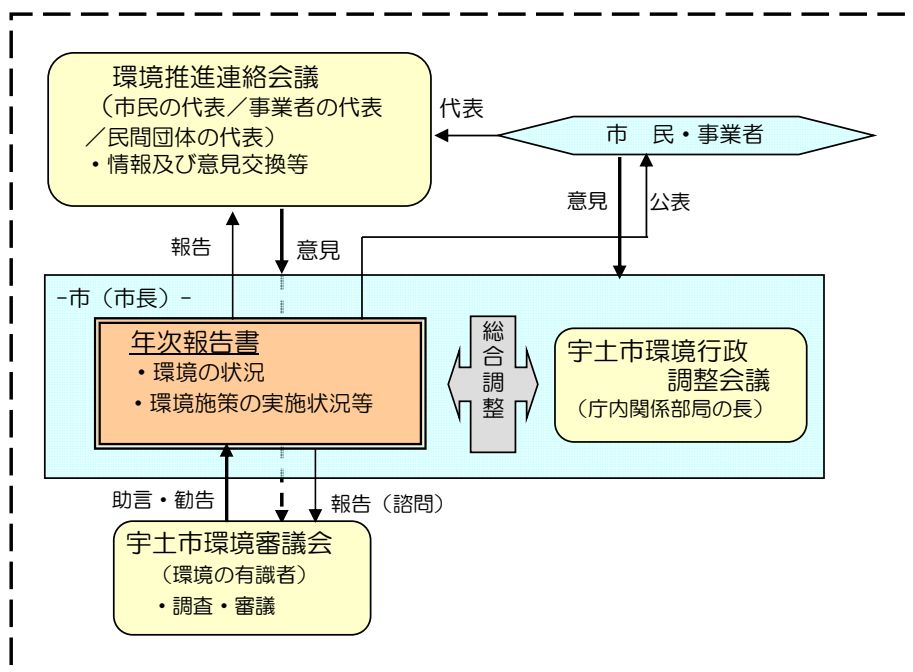 環境推進連絡会議
（市民の代表／事業者の代表
／民間団体の代表）
・情報及び意見交換等
代表
市　民・事業者
意見
公表
報告
意見
-市（市長）-
年次報告書
・環境の状況
・環境施策の実施状況等
総合調整
宇土市環境行政
調整会議
（庁内関係部局の長）
助言・勧告
報告（諮問）
宇土市環境審議会
（環境の有識者）
・調査・審議